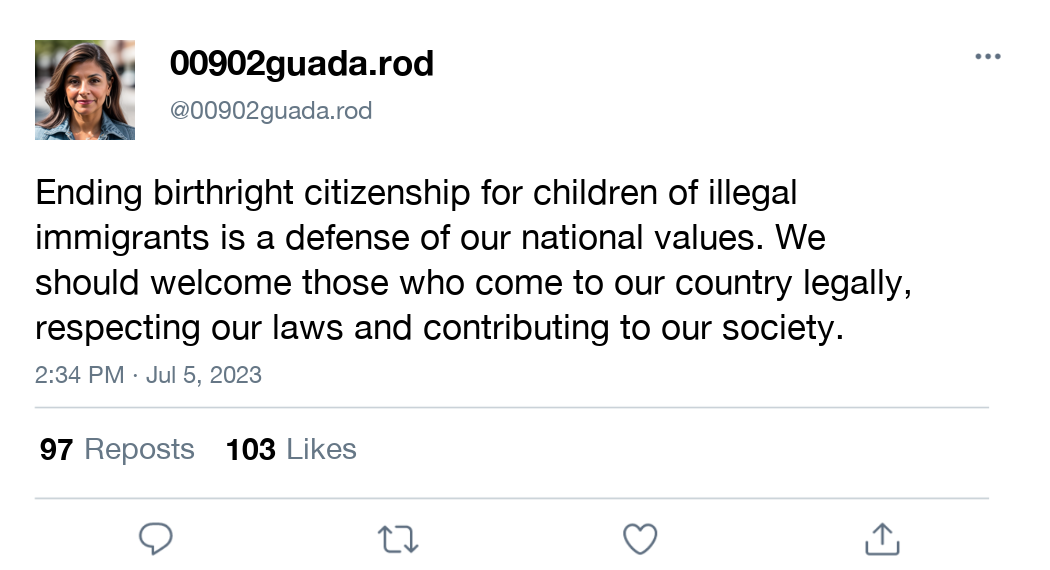 00902guada.rod
@00902guada.rod
Ending birthright citizenship for children of illegal
immigrants is a defense of our national values. We
should welcome those who come to our country legally,
respecting our laws and contributing to our society.
2:34 PM · Jul 5, 2023
97 Reposts 103 Likes